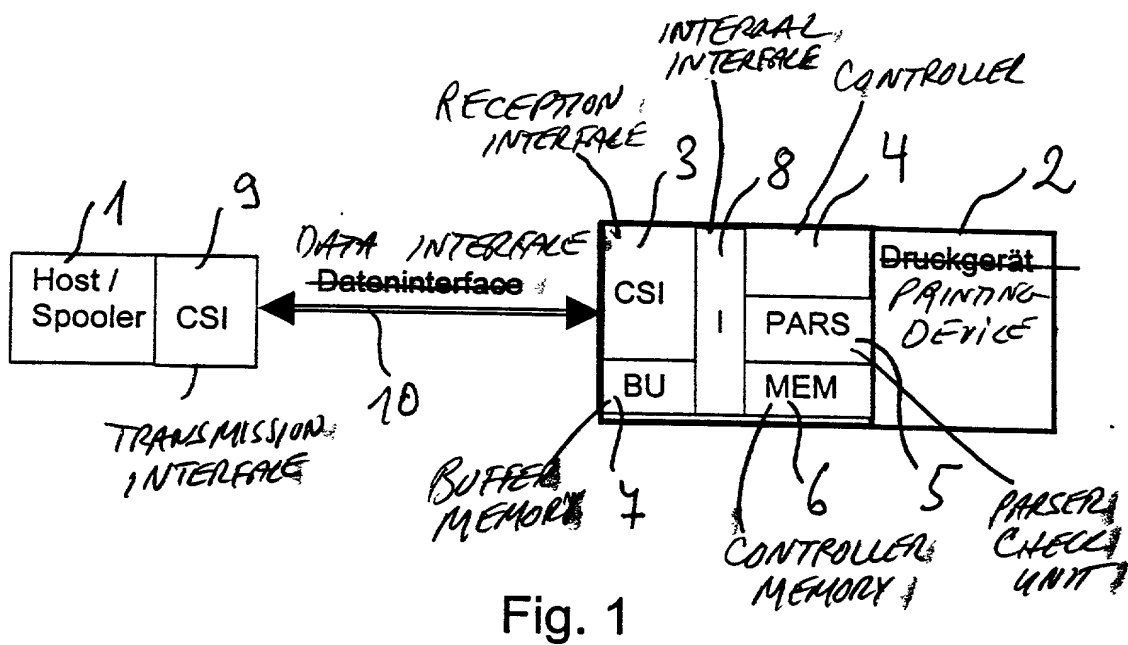 INTERNAL
INTERFACE
CONTROLLER
RECEPTION
INTERFACE
1
9
3
8
4
2
DATA INTERFACE
Dateninterface
Host /
Spooler
CSI
CSI
I
PARS
BU
MEM
Druckgerät
PRINTING
DEVICE
10
TRANSMISSION
INTERFACE
BUFFER
MEMORY
7
6
5
CONTROLLER
MEMORY
PARSER
CHECK
UNIT
Fig. 1